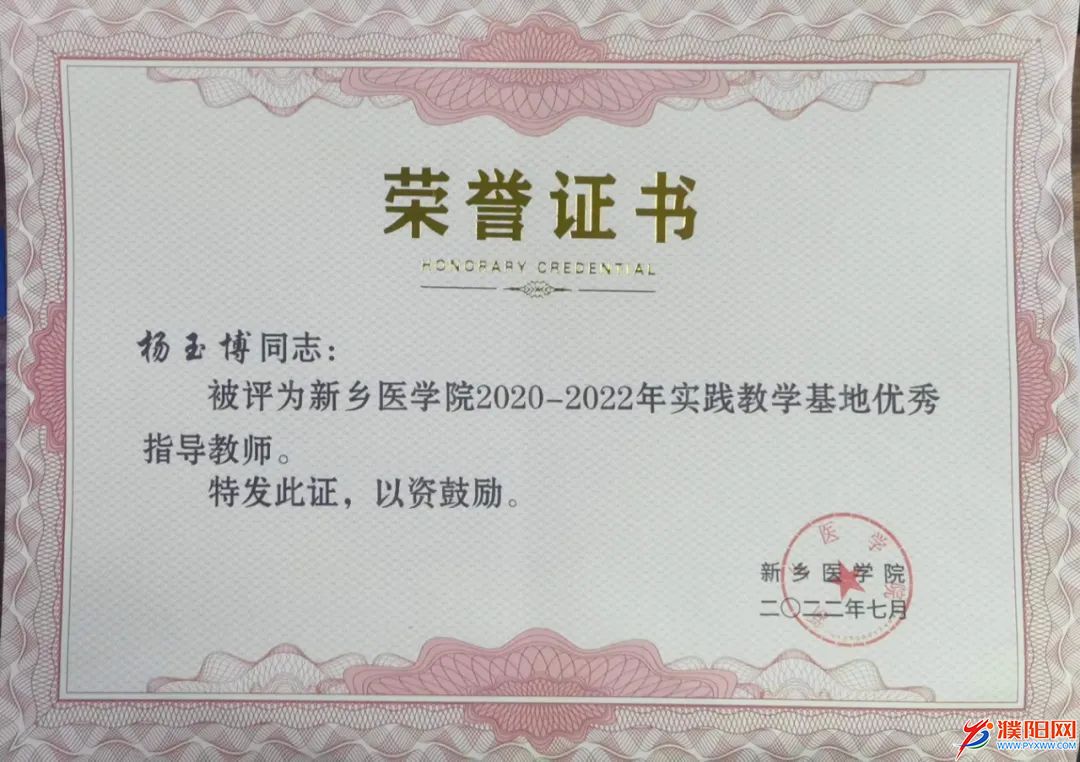 荣誉证书
HONORARY CREDENTIAL
杨玉博同志：
被评为新乡医学院2020-2022年实践教学基地优秀
指导教师。
特发此证，以资鼓励。
新乡医学院
二〇二二年七月
医学院
濮阳网
WWW.PYXWW.COM